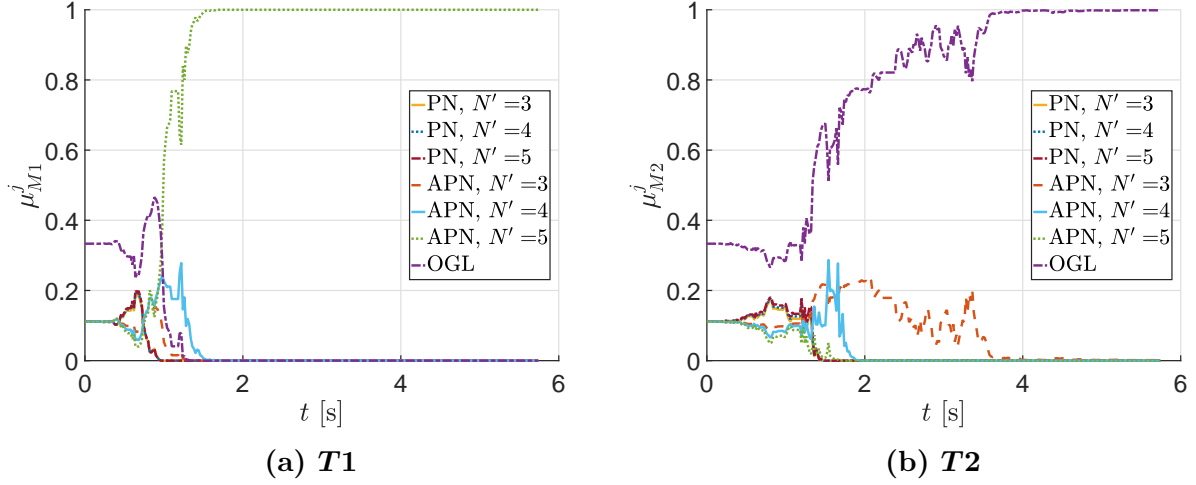 1
0.8
0.6
0.4
0.2
0
μ^j_{M1}
PN, N' =3
PN, N' =4
PN, N' =5
APN, N' =3
APN, N' =4
APN, N' =5
OGL
0 2 4 6
t [s]
(a) T1
1
0.8
0.6
0.4
0.2
0
μ^j_{M2}
PN, N' =3
PN, N' =4
PN, N' =5
APN, N' =3
APN, N' =4
APN, N' =5
OGL
0 2 4 6
t [s]
(b) T2